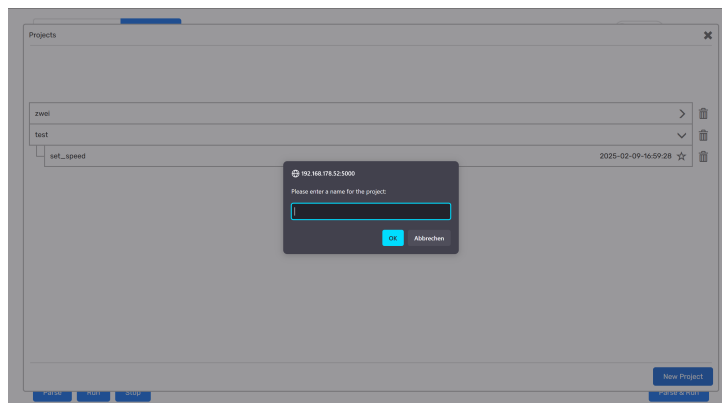 Projects
zwei
test
set_speed 2025-02-09-16:59:28
192.168.178.52:5000
Please enter a name for the project:
OK Abbrechen
New Project
Parse Run Stop Parse & Run